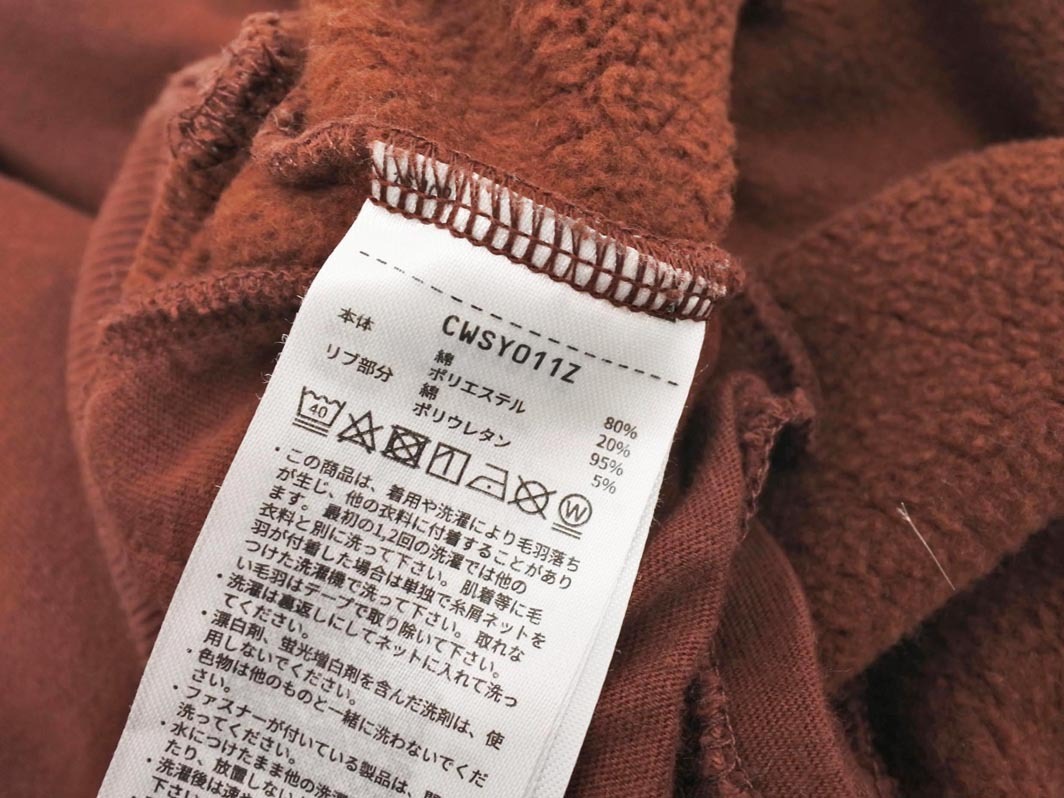 CWSY011Z
本体 綿 80%
ポリエステル 20%
リブ部分 綿 95%
ポリウレタン 5%
40 W
・この商品は、着用や洗濯により毛羽落ち
が生じ、他の衣料に付着することがあり
ます。最初の1,2回の洗濯では他の
衣料と別に洗って下さい。肌着等に毛
羽が付着した場合は単独で糸屑ネットを
つけた洗濯機で洗って下さい。取れな
い毛羽はテープで取り除いて下さい。
・洗濯は裏返しにしてネットに入れて洗っ
てください。
・漂白剤、蛍光増白剤を含んだ洗剤は、使
用しないでください。
・色物は他のものと一緒に洗わないでくだ
さい。
・ファスナーが付いている製品は、
洗ってください。
・水につけたまま他の洗
たり、放置しない
・洗濯後は速
下さい